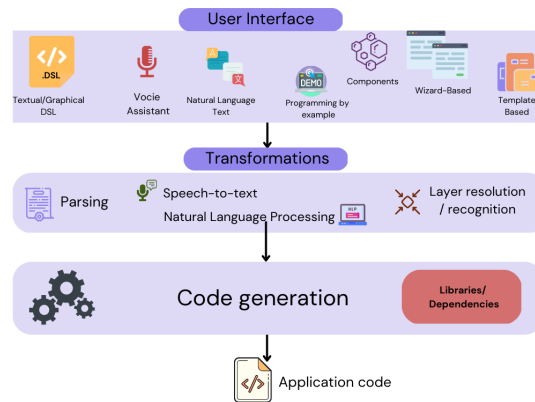 User Interface
.DSL
Textual/Graphical
DSL
Vocie
Assistant
Natural Language
Text
DEMO
Programming by
example
Components
Wizard-Based
Template
Based
Transformations
Parsing
Speech-to-text
Natural Language Processing
NLP
Layer resolution
/ recognition
Code generation
Libraries/
Dependencies
Application code